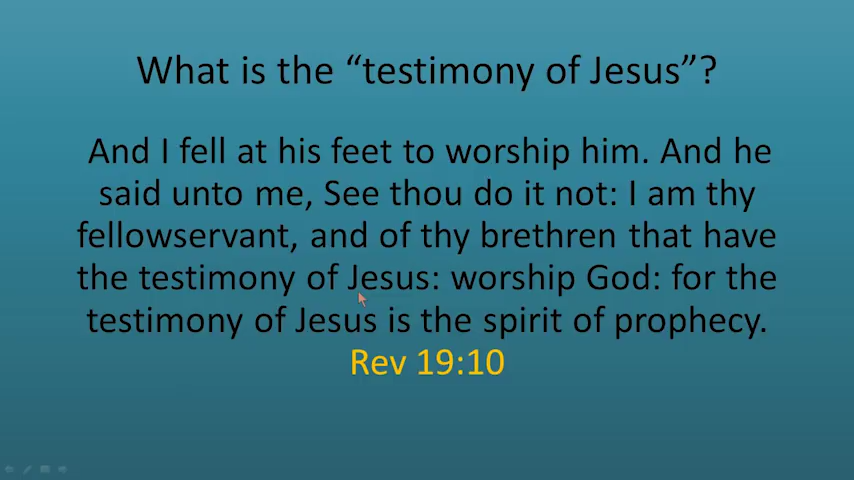 What is the “testimony of Jesus”?
And I fell at his feet to worship him. And he
said unto me, See thou do it not: I am thy
fellowservant, and of thy brethren that have
the testimony of Jesus: worship God: for the
testimony of Jesus is the spirit of prophecy.
Rev 19:10